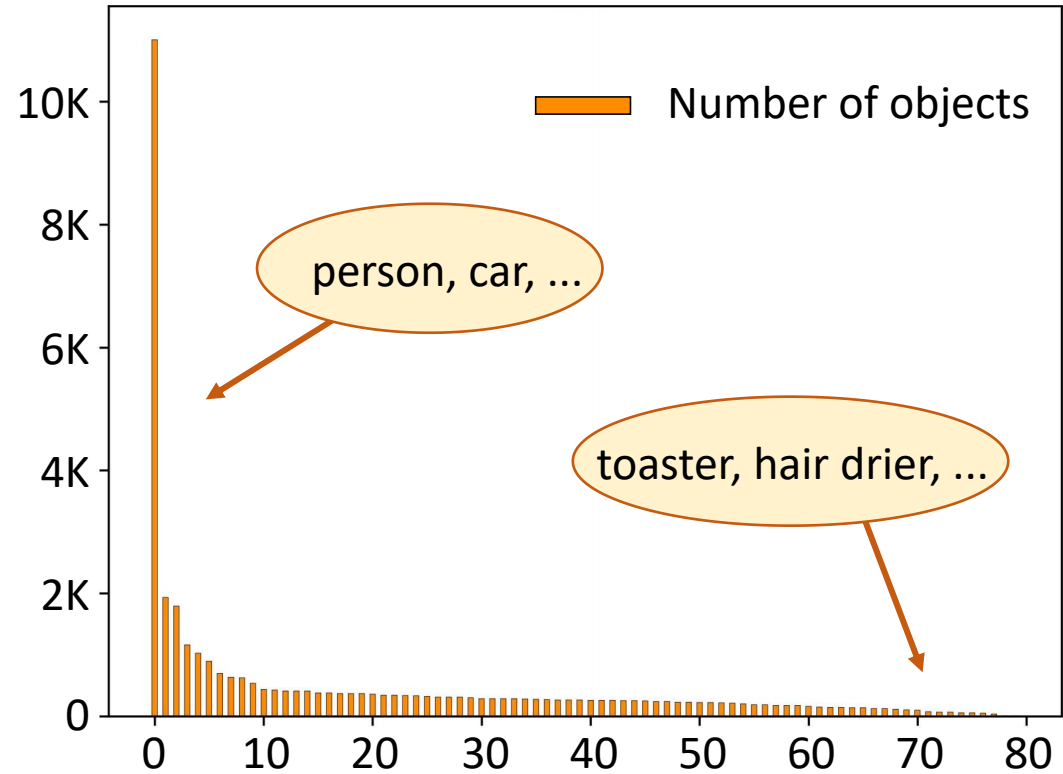 Number of objects
10K
8K
6K
4K
2K
0
person, car, ...
toaster, hair drier, ...
0 10 20 30 40 50 60 70 80